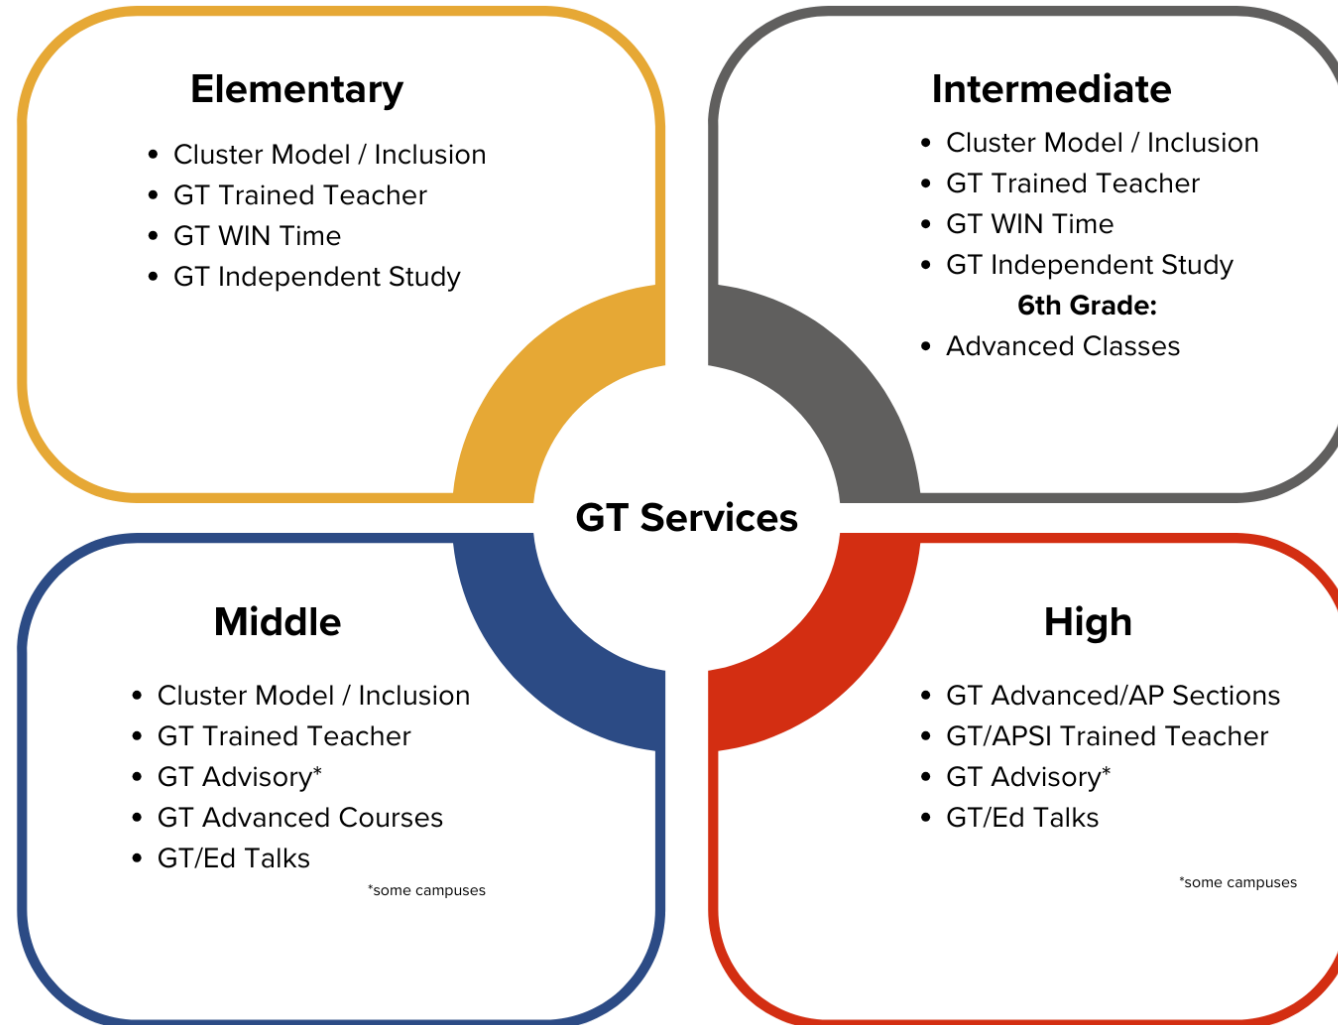 Elementary
• Cluster Model / Inclusion
• GT Trained Teacher
• GT WIN Time
• GT Independent Study
Intermediate
• Cluster Model / Inclusion
• GT Trained Teacher
• GT WIN Time
• GT Independent Study
6th Grade:
• Advanced Classes
GT Services
Middle
• Cluster Model / Inclusion
• GT Trained Teacher
• GT Advisory*
• GT Advanced Courses
• GT/Ed Talks
*some campuses
High
• GT Advanced/AP Sections
• GT/APSI Trained Teacher
• GT Advisory*
• GT/Ed Talks
*some campuses